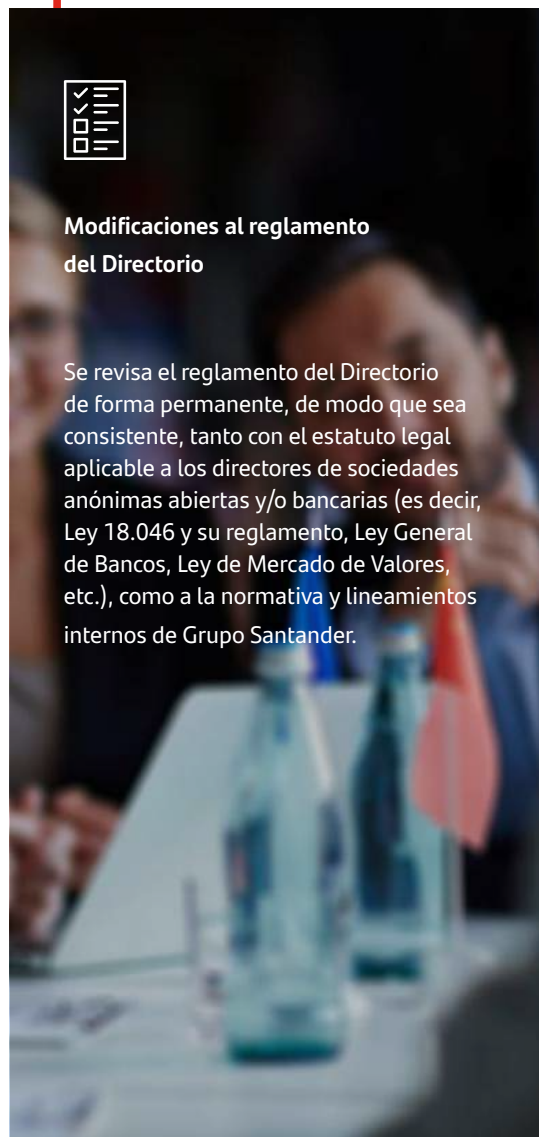 Modificaciones al reglamento
del Directorio
Se revisa el reglamento del Directorio
de forma permanente, de modo que sea
consistente, tanto con el estatuto legal
aplicable a los directores de sociedades
anónimas abiertas y/o bancarias (es decir,
Ley 18.046 y su reglamento, Ley General
de Bancos, Ley de Mercado de Valores,
etc.), como a la normativa y lineamientos
internos de Grupo Santander.